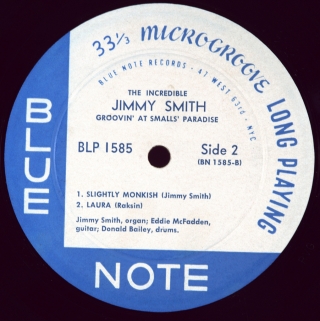 33⅓ MICROGROOVE LONG PLAYING
BLUE NOTE RECORDS · 47 WEST 63rd · NYC
THE INCREDIBLE
JIMMY SMITH
GROOVIN' AT SMALLS' PARADISE
BLP 1585
Side 2
(BN 1585-B)
1. SLIGHTLY MONKISH (Jimmy Smith)
2. LAURA (Raksin)
Jimmy Smith, organ; Eddie McFadden,
guitar; Donald Bailey, drums.
BLUE
NOTE